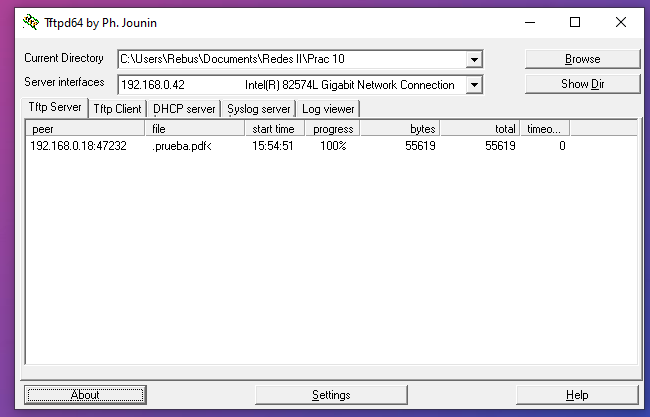 Tftpd64 by Ph. Jounin
Current Directory C:\Users\Rebus\Documents\Redes II\Prac 10 Browse
Server interfaces 192.168.0.42 Intel(R) 82574L Gigabit Network Connection Show Dir
Tftp Server Tftp Client DHCP server Syslog server Log viewer
peer file start time progress bytes total timeo...
192.168.0.18:47232 .prueba.pdf< 15:54:51 100% 55619 55619 0
About Settings Help